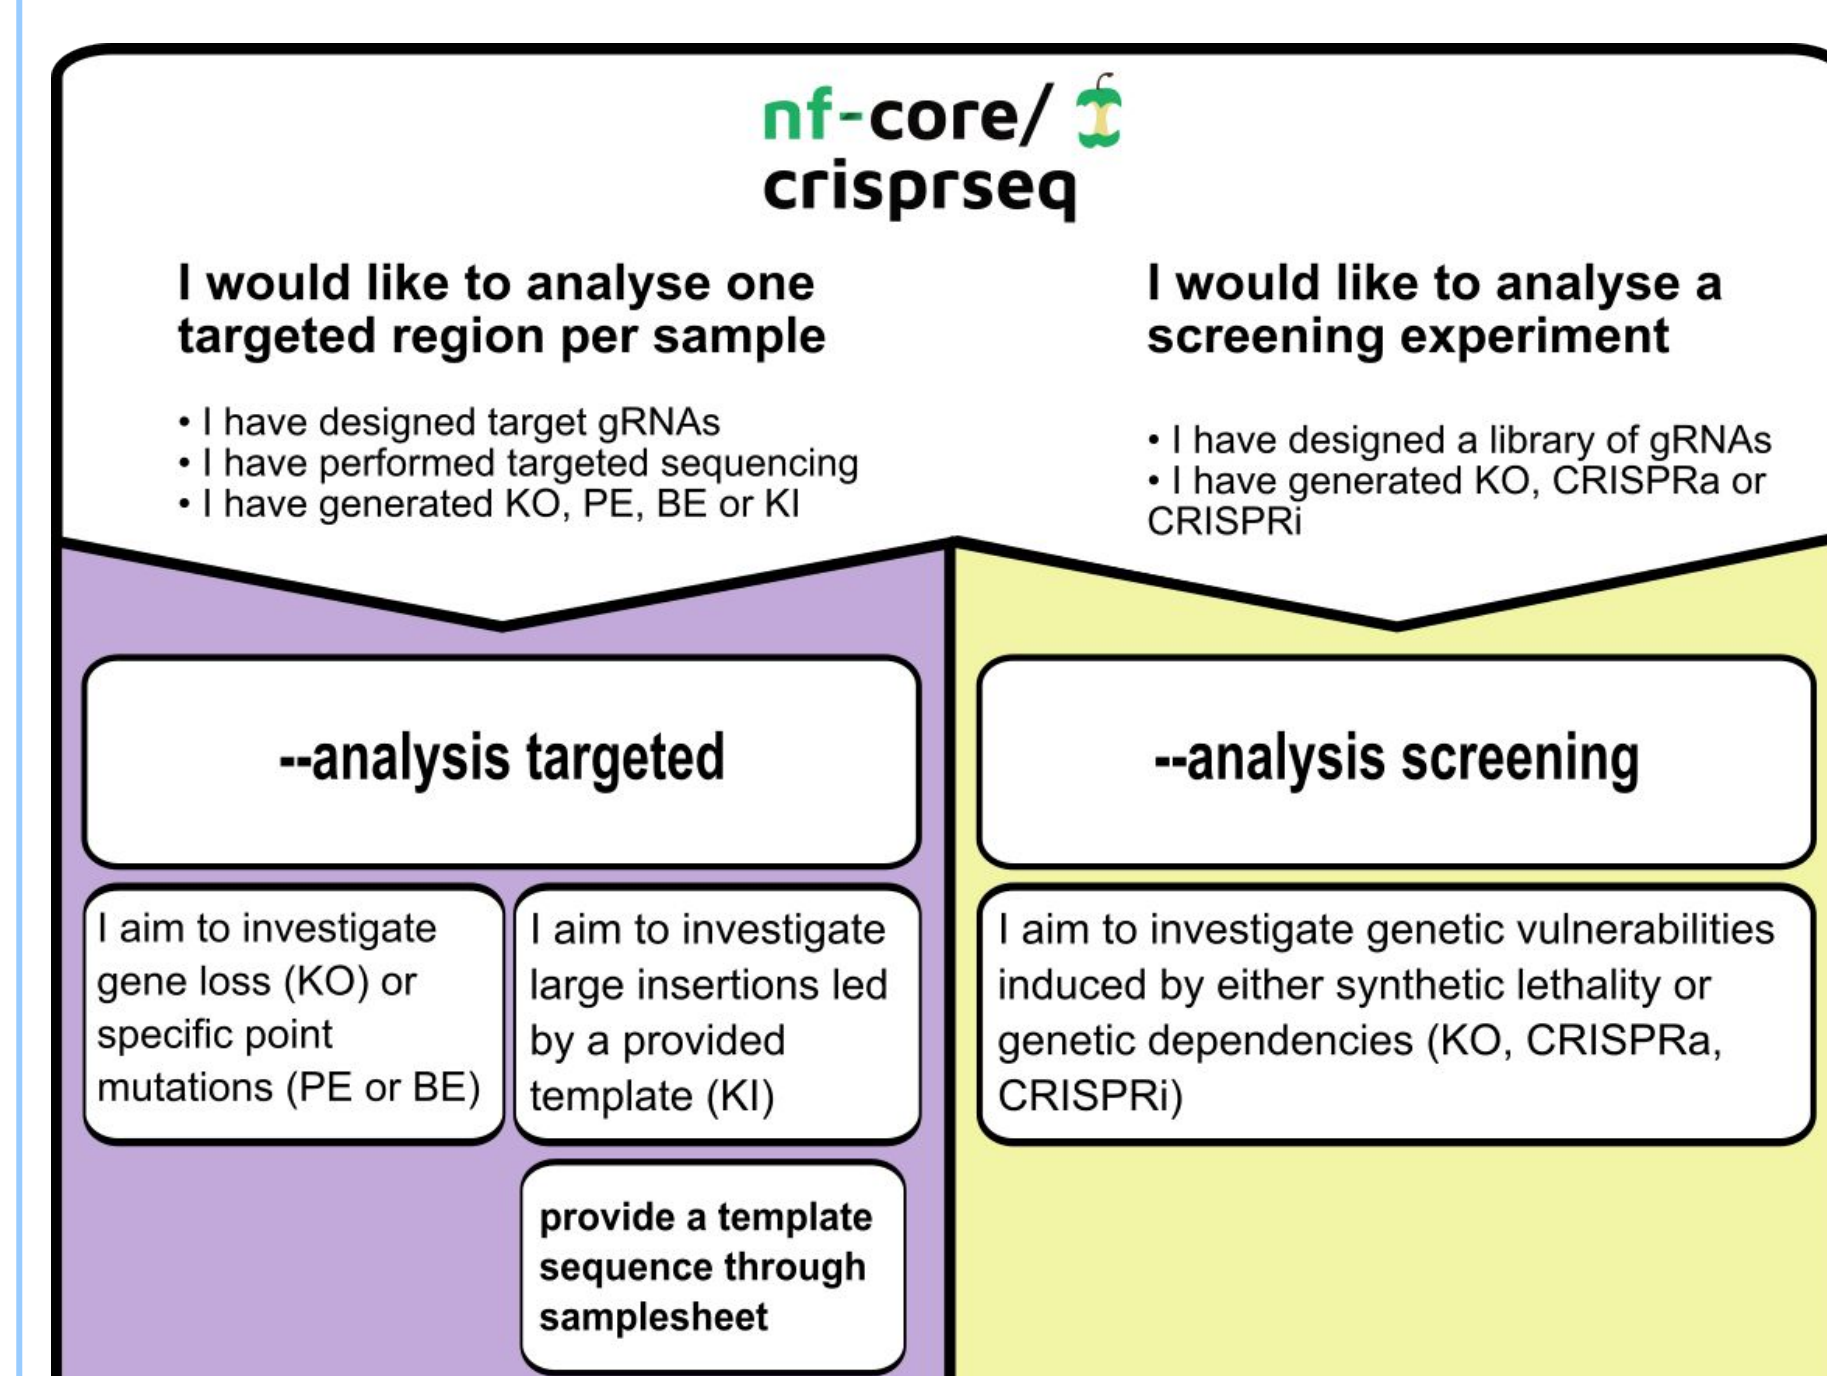 nf-core/
crisprseq
I would like to analyse one
targeted region per sample
• I have designed target gRNAs
• I have performed targeted sequencing
• I have generated KO, PE, BE or KI
I would like to analyse a
screening experiment
• I have designed a library of gRNAs
• I have generated KO, CRISPRa or
CRISPRi
--analysis targeted
I aim to investigate
gene loss (KO) or
specific point
mutations (PE or BE)
I aim to investigate
large insertions led
by a provided
template (KI)
provide a template
sequence through
samplesheet
--analysis screening
I aim to investigate genetic vulnerabilities
induced by either synthetic lethality or
genetic dependencies (KO, CRISPRa,
CRISPRi)